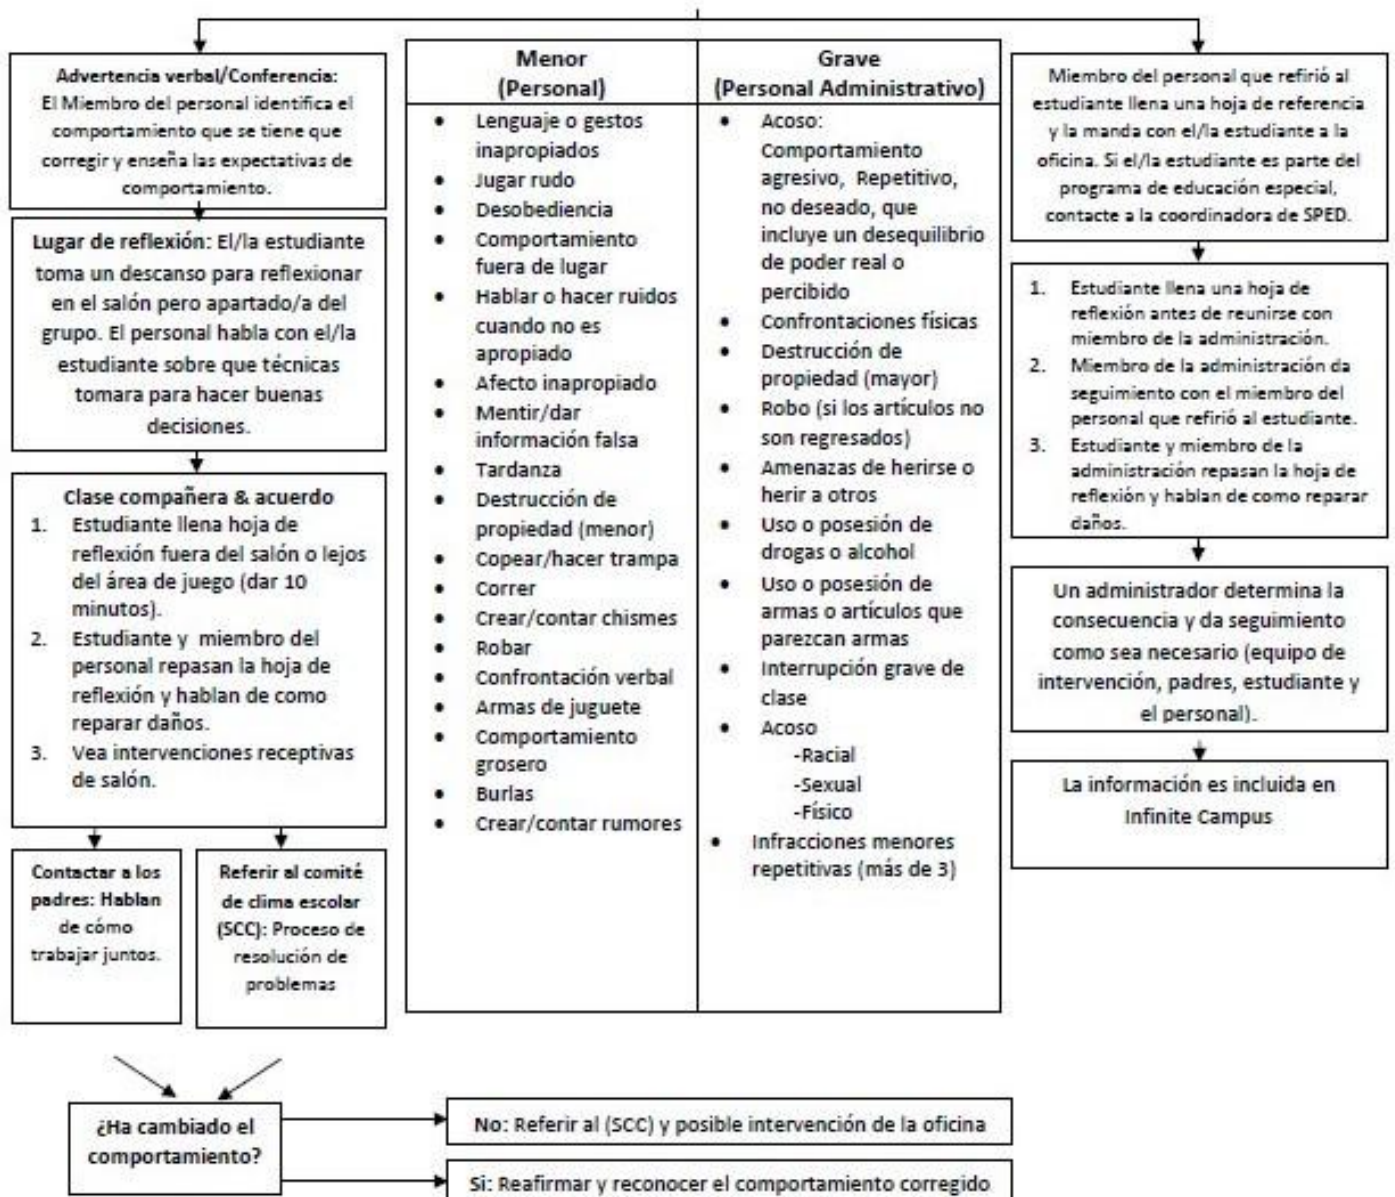 Advertencia verbal/Conferencia:
El Miembro del personal identifica el
comportamiento que se tiene que
corregir y enseña las expectativas de
comportamiento.
Lugar de reflexión: El/la estudiante
toma un descanso para reflexionar
en el salón pero apartado/a del
grupo. El personal habla con el/la
estudiante sobre que técnicas
tomara para hacer buenas
decisiones.
Clase compañera & acuerdo
1. Estudiante llena hoja de
reflexión fuera del salón o lejos
del área de juego (dar 10
minutos).
2. Estudiante y miembro del
personal repasan la hoja de
reflexión y hablan de como
reparar daños.
3. Vea intervenciones receptivas
de salón.
Contactar a los
padres: Hablan
de cómo
trabajar juntos.
Referir al comité
de clima escolar
(SCC): Proceso de
resolución de
problemas
Menor
(Personal)
• Lenguaje o gestos
inapropiados
• Jugar rudo
• Desobediencia
• Comportamiento
fuera de lugar
• Hablar o hacer ruidos
cuando no es
apropiado
• Afecto inapropiado
• Mentir/dar
información falsa
• Tardanza
• Destrucción de
propiedad (menor)
• Copear/hacer trampa
• Correr
• Crear/contar chismes
• Robar
• Confrontación verbal
• Armas de juguete
• Comportamiento
grosero
• Burlas
• Crear/contar rumores
Grave
(Personal Administrativo)
• Acoso:
Comportamiento
agresivo, Repetitivo,
no deseado, que
incluye un desequilibrio
de poder real o
percibido
• Confrontaciones físicas
• Destrucción de
propiedad (mayor)
• Robo (si los artículos no
son regresados)
• Amenazas de herirse o
herir a otros
• Uso o posesión de
drogas o alcohol
• Uso o posesión de
armas o artículos que
parezcan armas
• Interrupción grave de
clase
• Acoso
-Racial
-Sexual
-Físico
• Infracciones menores
repetitivas (más de 3)
Miembro del personal que refirió al
estudiante llena una hoja de referencia
y la manda con el/la estudiante a la
oficina. Si el/la estudiante es parte del
programa de educación especial,
contacte a la coordinadora de SPED.
1. Estudiante llena una hoja de
reflexión antes de reunirse con
miembro de la administración.
2. Miembro de la administración da
seguimiento con el miembro del
personal que refirió al estudiante.
3. Estudiante y miembro de la
administración repasan la hoja de
reflexión y hablan de como reparar
daños.
Un administrador determina la
consecuencia y da seguimiento
como sea necesario (equipo de
intervención, padres, estudiante y
el personal).
La información es incluida en
Infinite Campus
¿Ha cambiado el
comportamiento?
No: Referir al (SCC) y posible intervención de la oficina
Si: Reafirmar y reconocer el comportamiento corregido